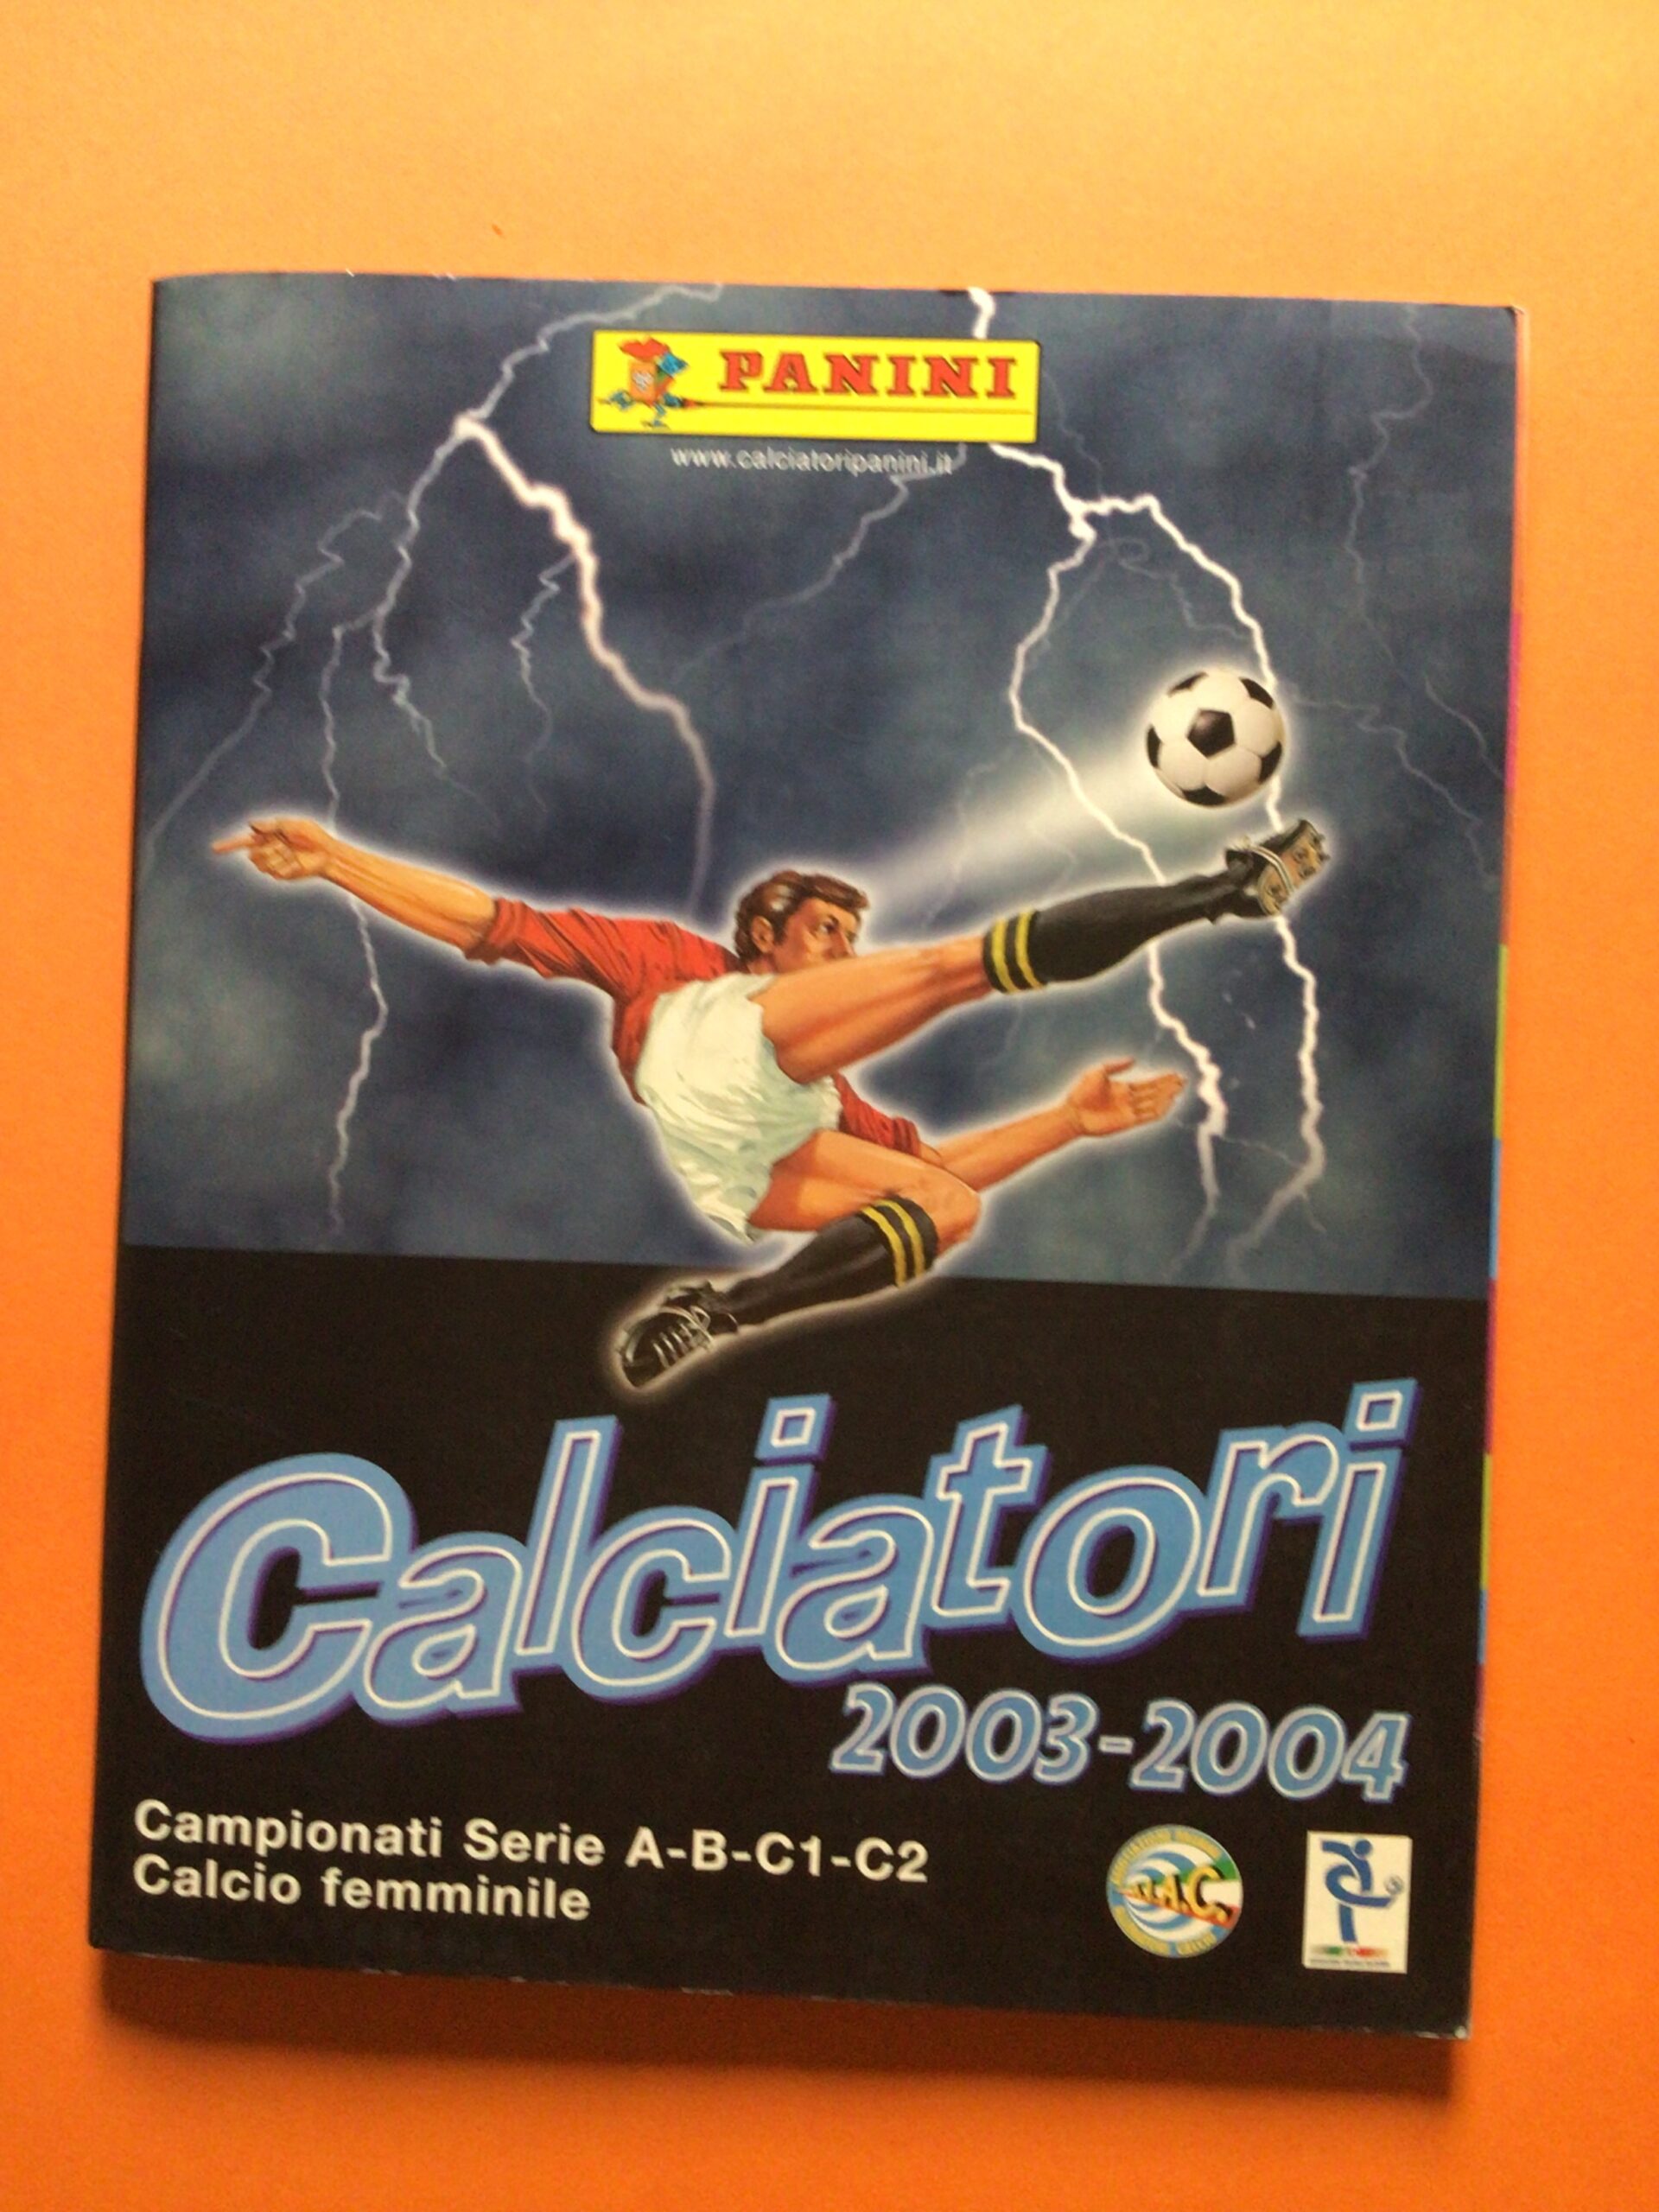 PANINI
www.calciatoripanini.it
Calciatori
2003-2004
Campionati Serie A-B-C1-C2
Calcio femminile